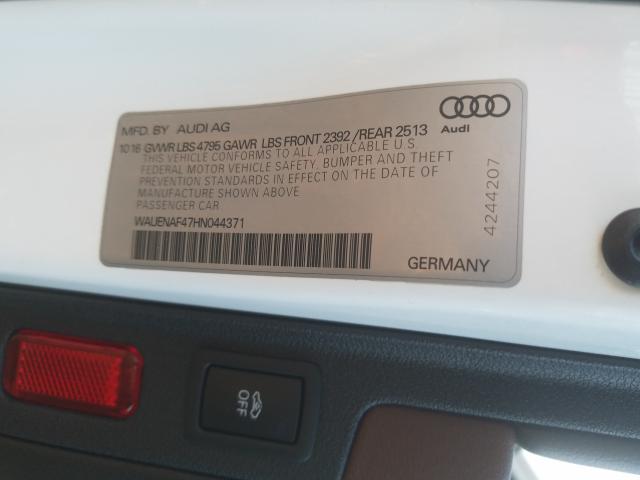 MFD. BY AUDI AG
10 16 GVWR LBS 4795 GAWR LBS FRONT 2392 / REAR 2513
THIS VEHICLE CONFORMS TO ALL APPLICABLE U.S.
FEDERAL MOTOR VEHICLE SAFETY, BUMPER AND THEFT
PREVENTION STANDARDS IN EFFECT ON THE DATE OF
MANUFACTURE SHOWN ABOVE
PASSENGER CAR
WAUENAF47HN044371
GERMANY
Audi
4244207
OFF